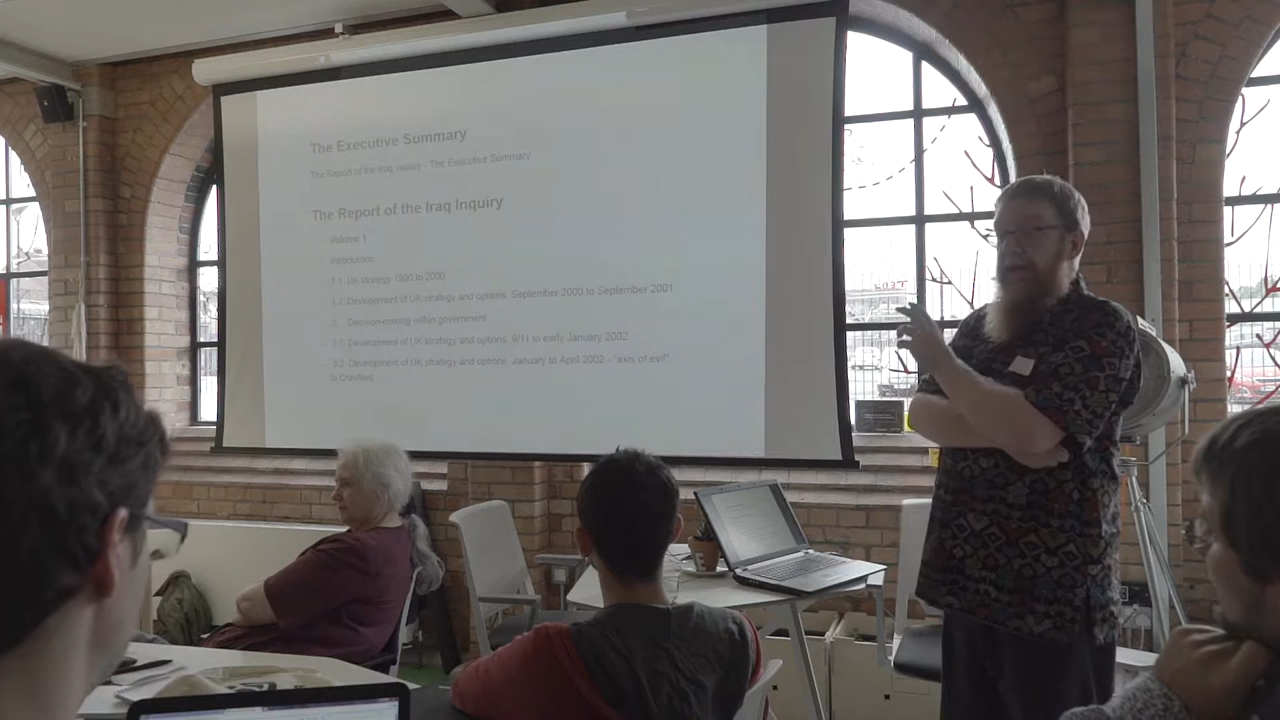 The Executive Summary
The Report of the Iraq Inquiry - The Executive Summary
The Report of the Iraq Inquiry
Volume 1
Introduction
1.1. UK strategy 1990 to 2000
1.2. Development of UK strategy and options, September 2000 to September 2001
2. Decision-making within government
3.1. Development of UK strategy and options, 9/11 to early January 2002
3.2. Development of UK strategy and options, January to April 2002 – "axis of evil"
to Crawford